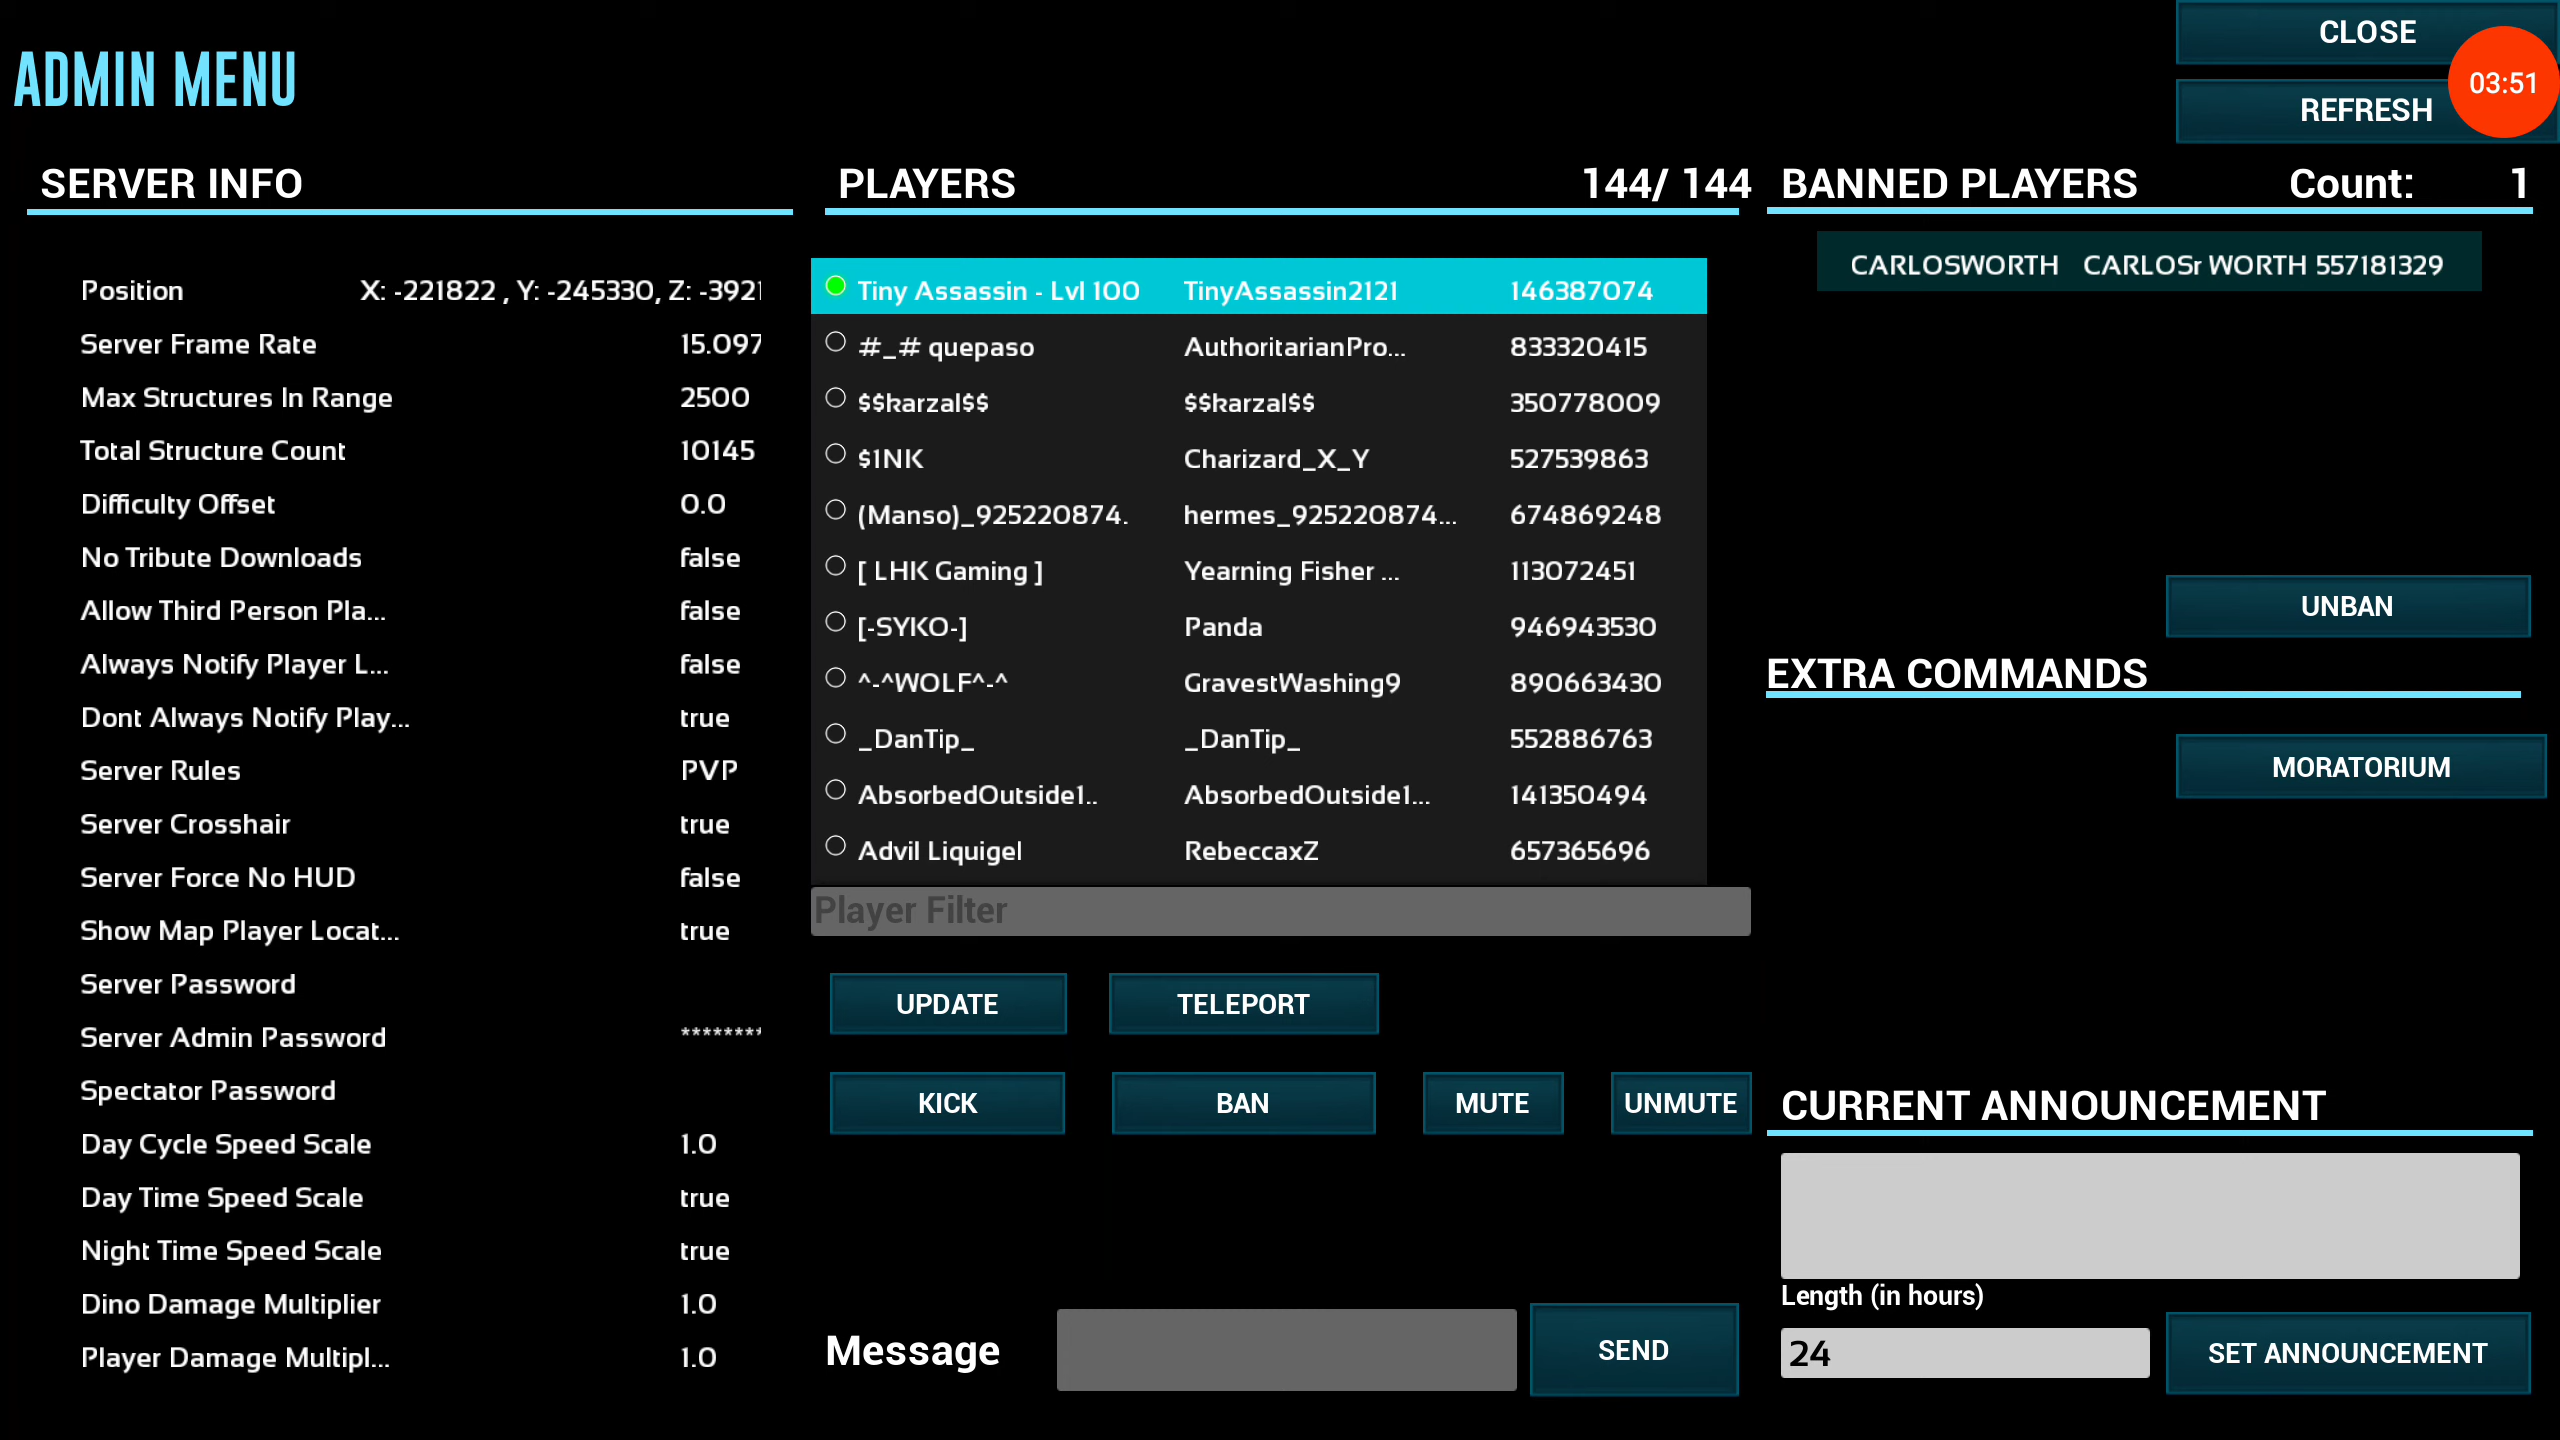 CLOSE
ADMIN MENU
03:51
REFRESH
SERVER INFO
Position X: -221822 , Y: -245330, Z: -3921
Server Frame Rate 15.097
Max Structures In Range 2500
Total Structure Count 10145
Difficulty Offset 0.0
No Tribute Downloads false
Allow Third Person Pla... false
Always Notify Player L... false
Dont Always Notify Play... true
Server Rules PVP
Server Crosshair true
Server Force No HUD false
Show Map Player Locat... true
Server Password
Server Admin Password ********
Spectator Password
Day Cycle Speed Scale 1.0
Day Time Speed Scale true
Night Time Speed Scale true
Dino Damage Multiplier 1.0
Player Damage Multipl... 1.0
PLAYERS 144/ 144
Tiny Assassin - Lvl 100 TinyAssassin2121 146387074
#_# quepaso AuthoritarianPro... 833320415
$$karzal$$ $$karzal$$ 350778009
$1NK Charizard_X_Y 527539863
(Manso)_925220874. hermes_925220874... 674869248
[ LHK Gaming ] Yearning Fisher ... 113072451
[-SYKO-] Panda 946943530
^-^WOLF^-^ GravestWashing9 890663430
_DanTip_ _DanTip_ 552886763
AbsorbedOutside1.. AbsorbedOutside1... 141350494
Advil Liquigel RebeccaxZ 657365696
Player Filter
UPDATE TELEPORT
KICK BAN MUTE UNMUTE
Message SEND
BANNED PLAYERS Count: 1
CARLOSWORTH CARLOSr WORTH 557181329
UNBAN
EXTRA COMMANDS
MORATORIUM
CURRENT ANNOUNCEMENT
Length (in hours)
24 SET ANNOUNCEMENT